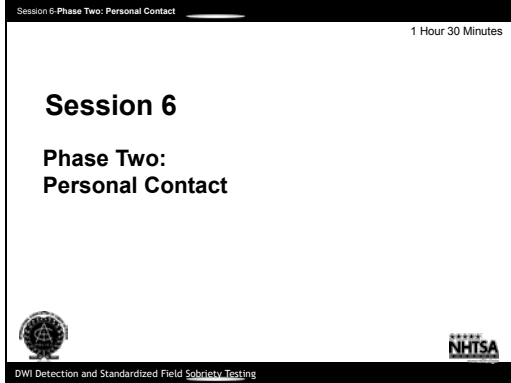 Session 6-Phase Two: Personal Contact
1 Hour 30 Minutes
Session 6
Phase Two:
Personal Contact
NHTSA
DWI Detection and Standardized Field Sobriety Testing